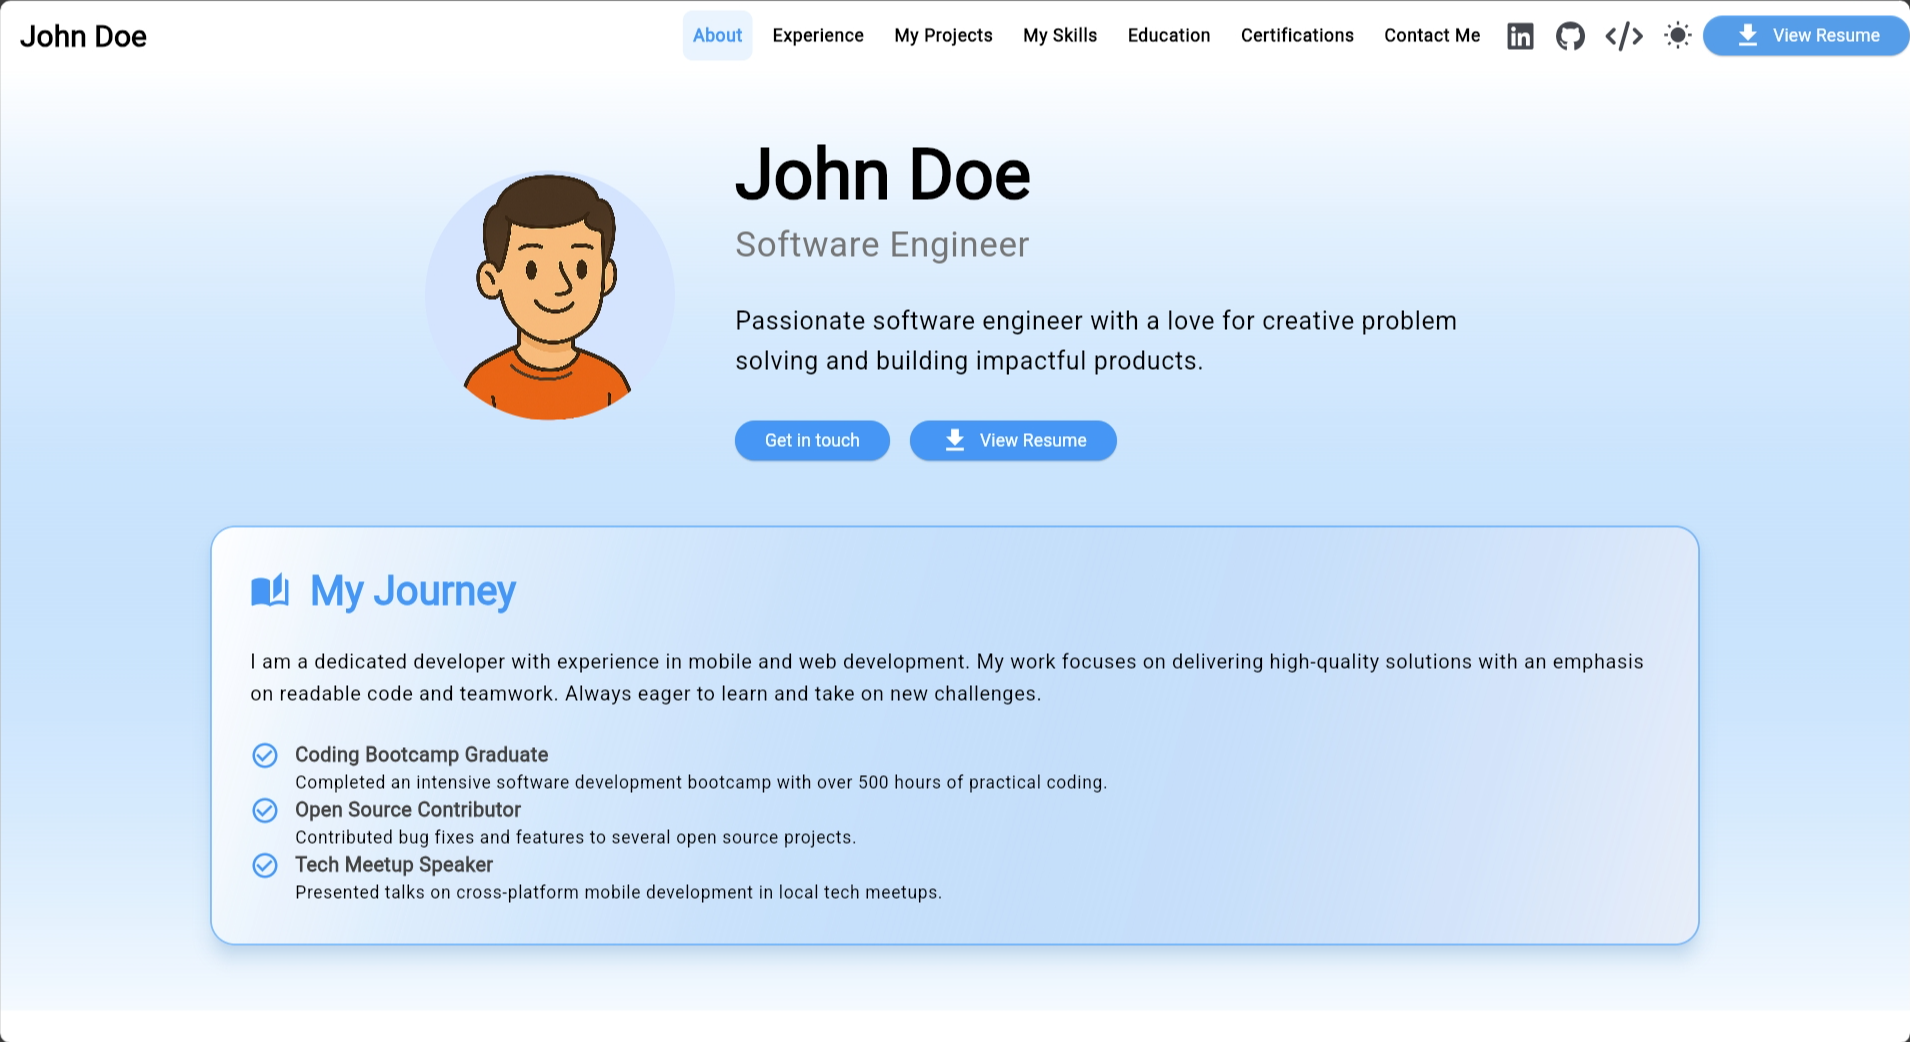 John Doe
About
Experience
My Projects
My Skills
Education
Certifications
Contact Me
View Resume
John Doe
Software Engineer
Passionate software engineer with a love for creative problem
solving and building impactful products.
Get in touch
View Resume
My Journey
I am a dedicated developer with experience in mobile and web development. My work focuses on delivering high-quality solutions with an emphasis
on readable code and teamwork. Always eager to learn and take on new challenges.
Coding Bootcamp Graduate
Completed an intensive software development bootcamp with over 500 hours of practical coding.
Open Source Contributor
Contributed bug fixes and features to several open source projects.
Tech Meetup Speaker
Presented talks on cross-platform mobile development in local tech meetups.